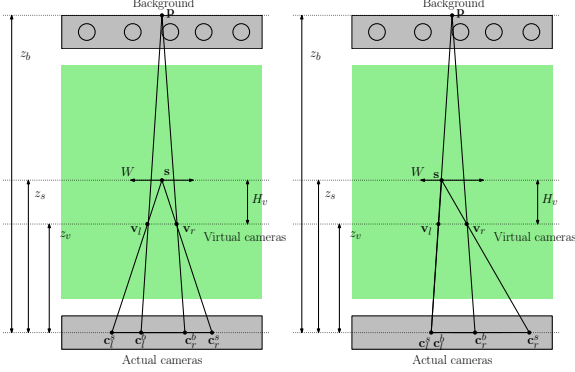 Background
p
z_b
W
s
z_s
H_v
v_l
v_r
z_v
Virtual cameras
c_l^s c_l^b c_r^b c_r^s
Actual cameras
Background
p
z_b
W
s
z_s
H_v
v_l
v_r
z_v
Virtual cameras
c_l^s c_l^b c_r^b c_r^s
Actual cameras